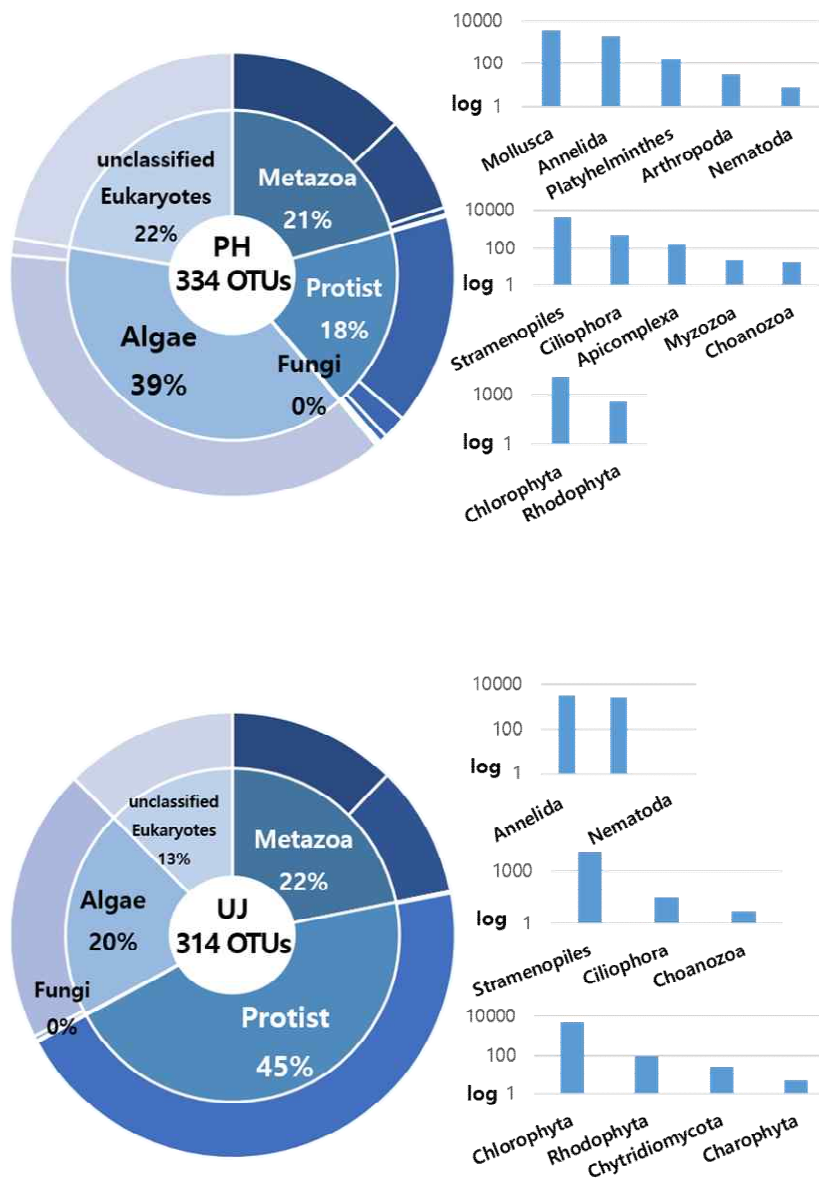 unclassified
Eukaryotes
22%
Metazoa
21%
PH
334 OTUs
Protist
18%
Algae
39%
Fungi
0%
10000
100
log 1
Mollusca
Annelida
Platyhelminthes
Arthropoda
Nematoda
10000
100
log 1
Stramenopiles
Ciliophora
Apicomplexa
Myzozoa
Choanozoa
1000
log 1
Chlorophyta
Rhodophyta
unclassified
Eukaryotes
13%
Metazoa
22%
Algae
20%
UJ
314 OTUs
Fungi
0%
Protist
45%
10000
100
log 1
Annelida
Nematoda
1000
log 1
Stramenopiles
Ciliophora
Choanozoa
10000
100
log 1
Chlorophyta
Rhodophyta
Chytridiomycota
Charophyta